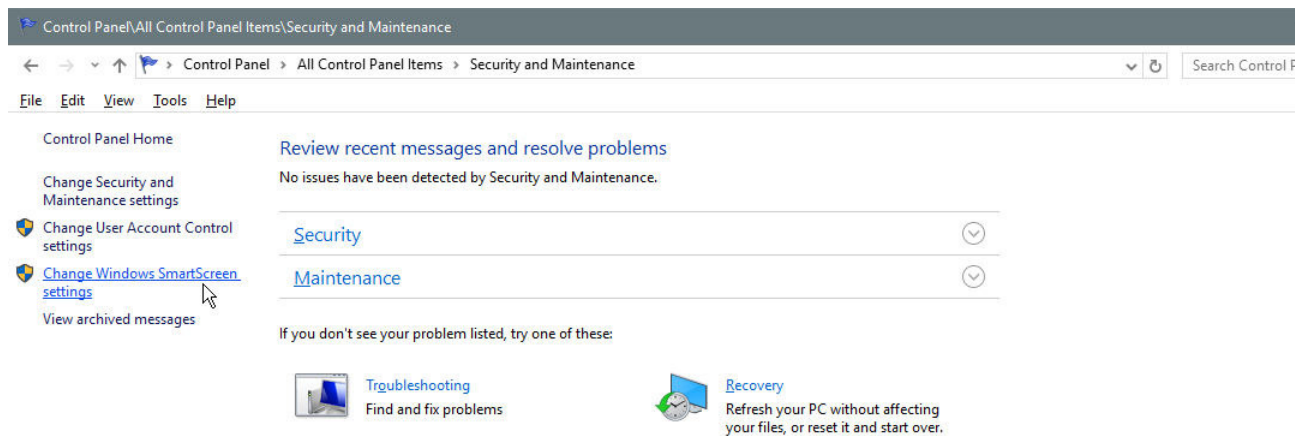 Control Panel\All Control Panel Items\Security and Maintenance
Control Panel > All Control Panel Items > Security and Maintenance
Search Control
File Edit View Tools Help
Control Panel Home
Change Security and
Maintenance settings
Change User Account Control
settings
Change Windows SmartScreen
settings
View archived messages
Review recent messages and resolve problems
No issues have been detected by Security and Maintenance.
Security
Maintenance
If you don't see your problem listed, try one of these:
Troubleshooting
Find and fix problems
Recovery
Refresh your PC without affecting
your files, or reset it and start over.